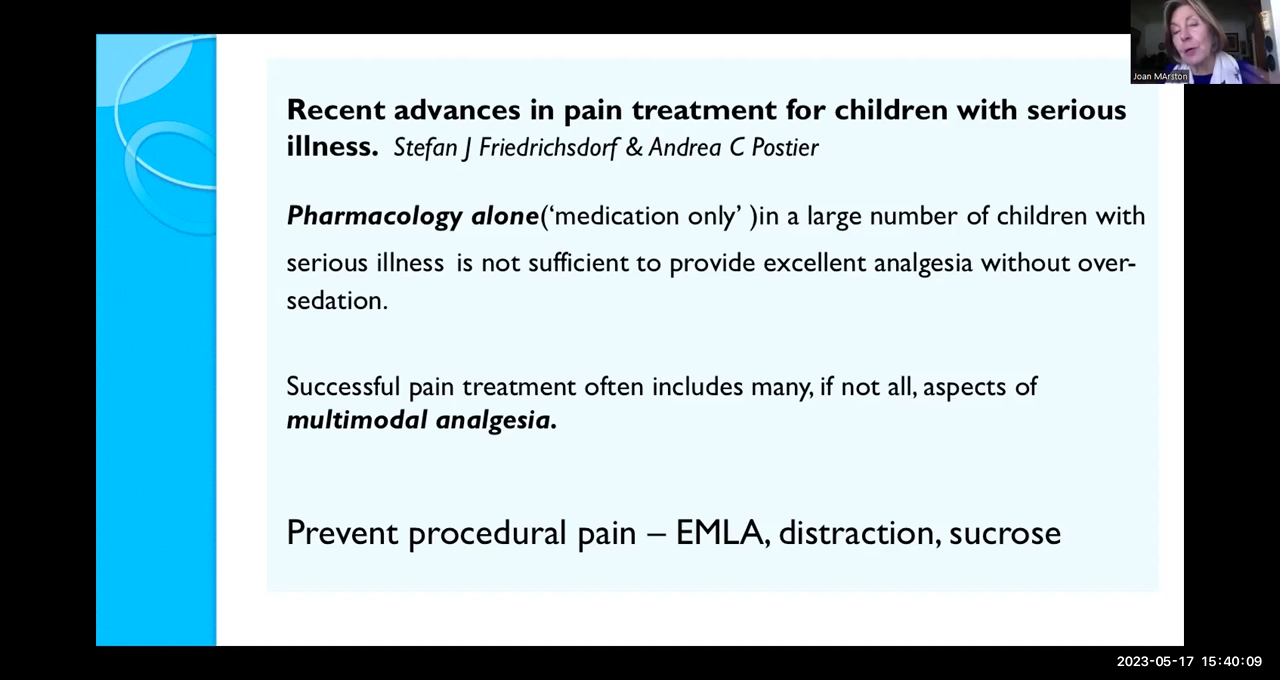 Joan MArston
Recent advances in pain treatment for children with serious
illness. Stefan J Friedrichsdorf & Andrea C Postier
Pharmacology alone(‘medication only’ )in a large number of children with
serious illness is not sufficient to provide excellent analgesia without over-
sedation.
Successful pain treatment often includes many, if not all, aspects of
multimodal analgesia.
Prevent procedural pain – EMLA, distraction, sucrose
2023-05-17 15:40:09